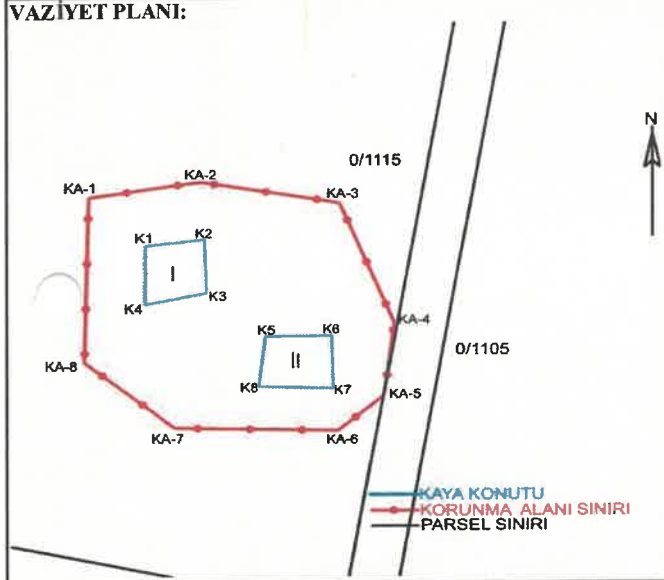 VAZİYET PLANI:
N
0/1115
KA-1
KA-2
KA-3
K1
K2
I
K4
K3
KA-4
K5
K6
0/1105
II
KA-8
K8
K7
KA-5
KA-7
KA-6
KAYA KONUTU
KORUNMA ALANI SINIRI
PARSEL SINIRI